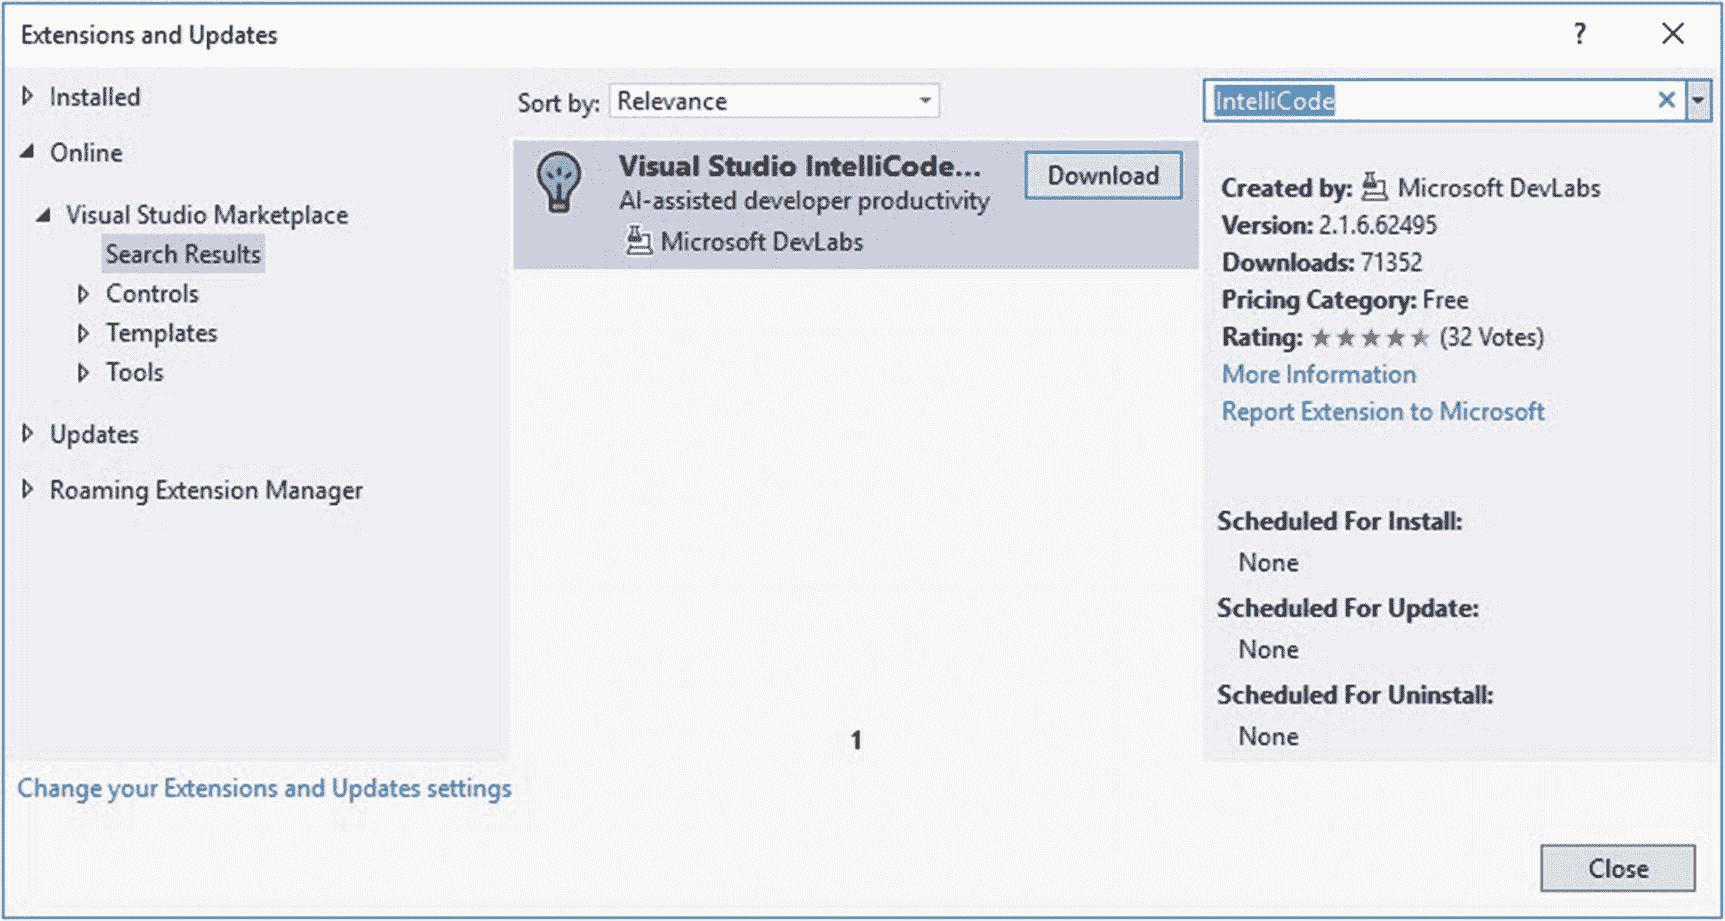 Extensions and Updates
?
Installed
Online
Visual Studio Marketplace
Search Results
Controls
Templates
Tools
Updates
Roaming Extension Manager
Change your Extensions and Updates settings
Sort by: Relevance
Visual Studio IntelliCode...
AI-assisted developer productivity
Microsoft DevLabs
Download
1
IntelliCode
Created by: Microsoft DevLabs
Version: 2.1.6.62495
Downloads: 71352
Pricing Category: Free
Rating: (32 Votes)
More Information
Report Extension to Microsoft
Scheduled For Install:
None
Scheduled For Update:
None
Scheduled For Uninstall:
None
Close